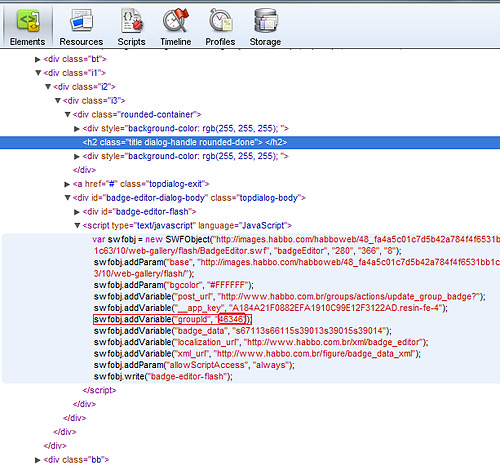 Elements Resources Scripts Timeline Profiles Storage
<div class="bt">
<div class="i1">
<div class="i2">
<div class="i3">
<div class="rounded-container">
<div style="background-color: rgb(255, 255, 255); ">
<h2 class="title dialog-handle rounded-done"> </h2>
<div style="background-color: rgb(255, 255, 255); ">
</div>
<a href="#" class="topdialog-exit">
<div id="badge-editor-dialog-body" class="topdialog-body">
<div id="badge-editor-flash">
<script type="text/javascript" language="JavaScript">
var swfobj = new SWFObject("http://images.habbo.com/habboweb/48_fa4a5c01c7d5b42a784f4f6531b
1c63/10/web-gallery/flash/BadgeEditor.swf", "badgeEditor", "280", "366", "8");
swfobj.addParam("base", "http://images.habbo.com/habboweb/48_fa4a5c01c7d5b42a784f4f6531bb1c
3/10/web-gallery/flash/");
swfobj.addParam("bgcolor", "#FFFFFF");
swfobj.addVariable("post_url", "http://www.habbo.com/groups/actions/update_group_badge?");
swfobj.addVariable("__app_key", "A184A21F0882EFA1910C99E12F3122AD.resin-fe-4");
swfobj.addVariable("groupId", "46346");
swfobj.addVariable("badge_data", "s67113s66115s39013s39015s39014");
swfobj.addVariable("localization_url", "http://www.habbo.com/xml/badge_editor");
swfobj.addVariable("xml_url", "http://www.habbo.com.br/figure/badge_data_xml");
swfobj.addParam("allowScriptAccess", "always");
swfobj.write("badge-editor-flash");
</script>
</div>
</div>
</div>
</div>
<div class="bb">